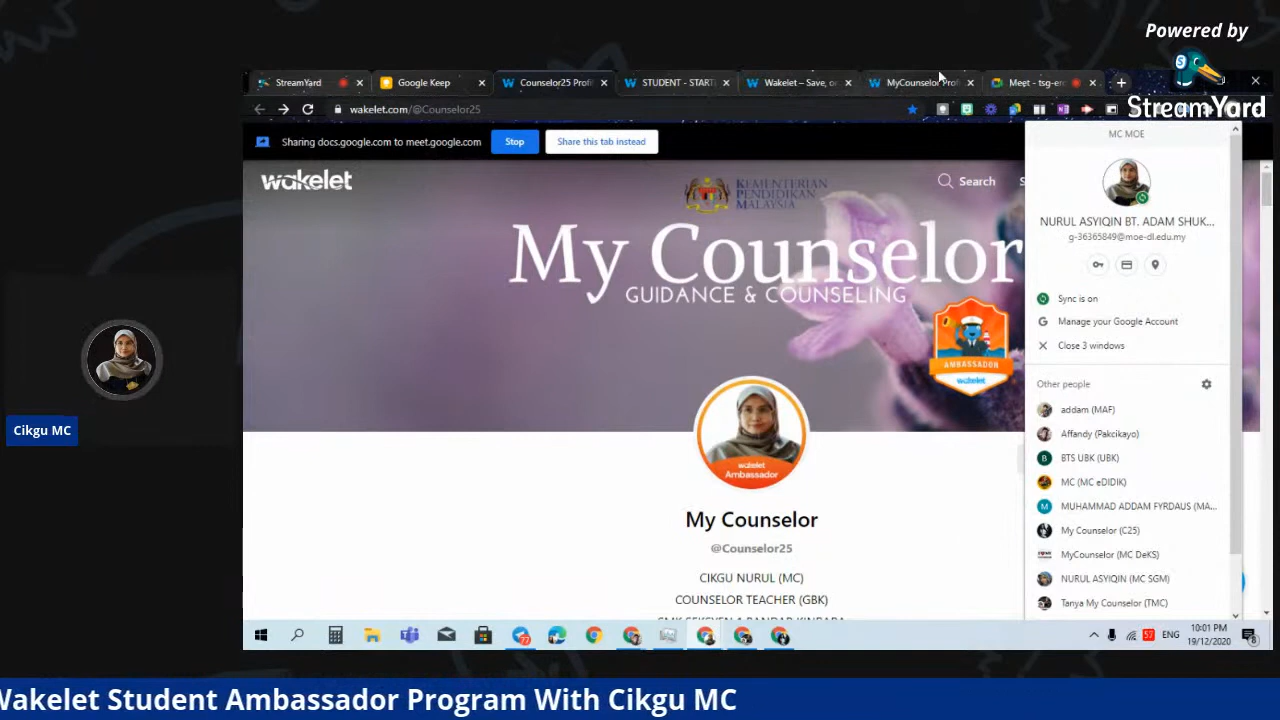 Powered by
StreamYard
StreamYard
Google Keep
Counselor25 Profi
STUDENT - START
Wakelet – Save, o
MyCounselor Prof
Meet - tsg-en
wakelet.com/@Counselor25
Sharing docs.google.com to meet.google.com
Stop
Share this tab instead
wakelet
KEMENTERIAN
PENDIDIKAN
MALAYSIA
Search
S
My Counselor
GUIDANCE & COUNSELING
AMBASSADOR
wakelet
wakelet
Ambassador
My Counselor
@Counselor25
CIKGU NURUL (MC)
COUNSELOR TEACHER (GBK)
MC MOE
NURUL ASYIQIN BT. ADAM SHUK...
g-36365849@moe-dl.edu.my
Sync is on
Manage your Google Account
Close 3 windows
Other people
addam (MAF)
Affandy (Pakcikayo)
B BTS UBK (UBK)
MC (MC eDIDIK)
M MUHAMMAD ADDAM FYRDAUS (MA...
My Counselor (C25)
MyCounselor (MC DeKS)
NURUL ASYIQIN (MC SGM)
Tanya My Counselor (TMC)
Cikgu MC
ENG
10:01 PM
19/12/2020
Wakelet Student Ambassador Program With Cikgu MC